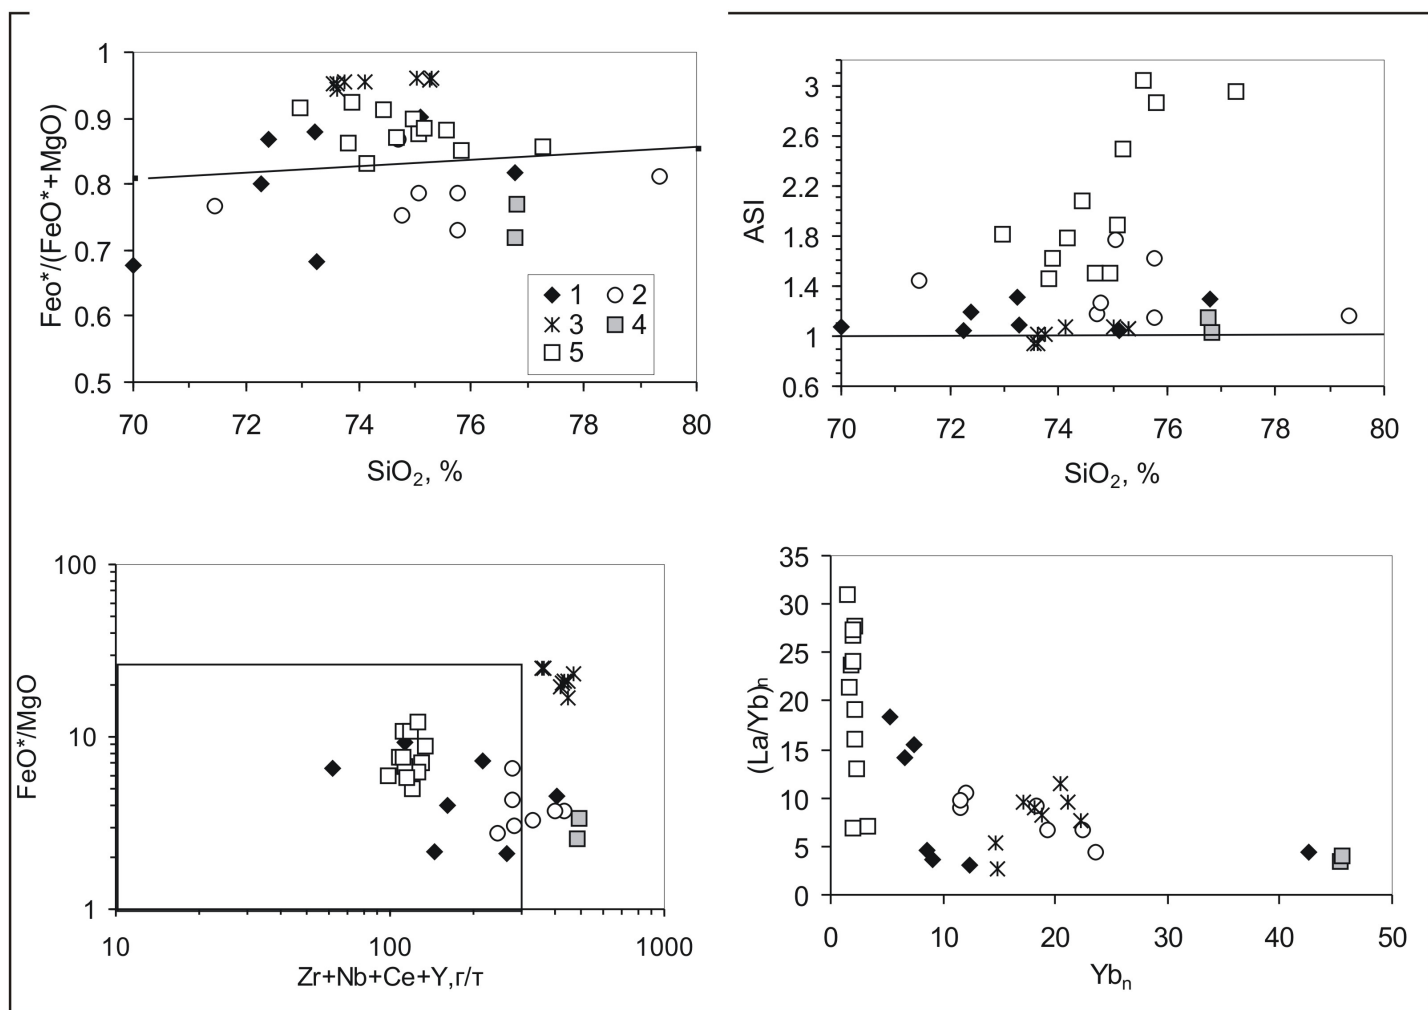 Feo*/(FeO*+MgO)
1
0.9
0.8
0.7
0.6
0.5
70 72 74 76 78 80
SiO₂, %
1 2
3 4
5
ASI
3
2.6
2.2
1.8
1.4
1
0.6
70 72 74 76 78 80
SiO₂, %
FeO*/MgO
100
10
1
10 100 1000
Zr+Nb+Ce+Y,г/т
(La/Yb)ₙ
35
30
25
20
15
10
5
0
0 10 20 30 40 50
Ybₙ